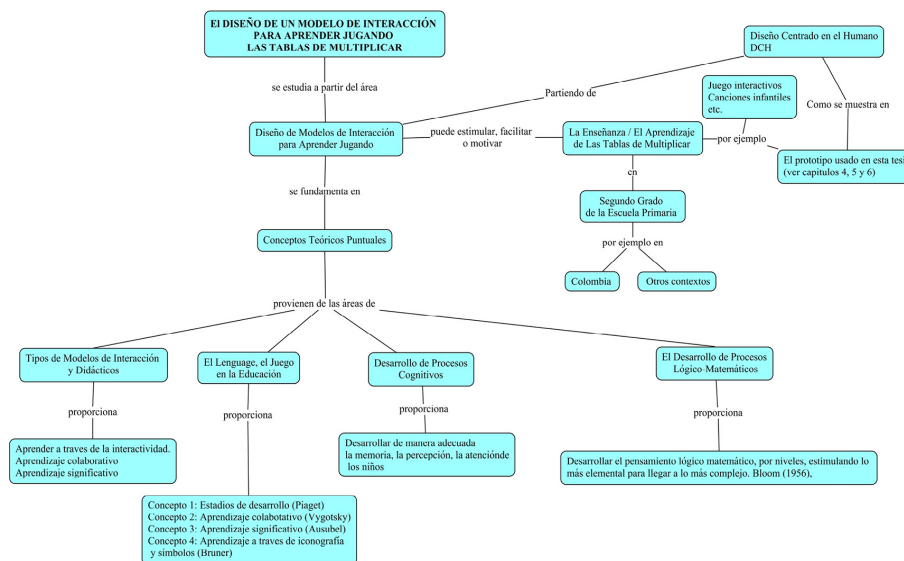 El DISEÑO DE UN MODELO DE INTERACCIÓN
PARA APRENDER JUGANDO
LAS TABLAS DE MULTIPLICAR
Diseño Centrado en el Humano
DCH
se estudia a partir del área
Partiendo de
Juego interactivos
Canciones infantiles
etc.
Como se muestra en
Diseño de Modelos de Interacción
para Aprender Jugando
puede estimular, facilitar
o motivar
La Enseñanza / El Aprendizaje
de Las Tablas de Multiplicar
por ejemplo
El prototipo usado en esta tesi
(ver capitulos 4, 5 y 6)
se fundamenta en
en
Segundo Grado
de la Escuela Primaria
Conceptos Teóricos Puntuales
por ejemplo en
Colombia
Otros contextos
provienen de las áreas de
Tipos de Modelos de Interacción
y Didácticos
El Lenguage, el Juego
en la Educación
Desarrollo de Procesos
Cognitivos
El Desarrollo de Procesos
Lógico-Matemáticos
proporciona
proporciona
proporciona
proporciona
Aprender a traves de la interactividad.
Aprendizaje colaborativo
Aprendizaje significativo
Desarrollar de manera adecuada
la memoria, la percepción, la atenciónde
los niños
Desarrollar el pensamiento lógico matemático, por niveles, estimulando lo
más elemental para llegar a lo más complejo. Bloom (1956),
Concepto 1: Estadios de desarrollo (Piaget)
Concepto 2: Aprendizaje colabotativo (Vygotsky)
Concepto 3: Aprendizaje significativo (Ausubel)
Concepto 4: Aprendizaje a traves de iconografía
y símbolos (Bruner)